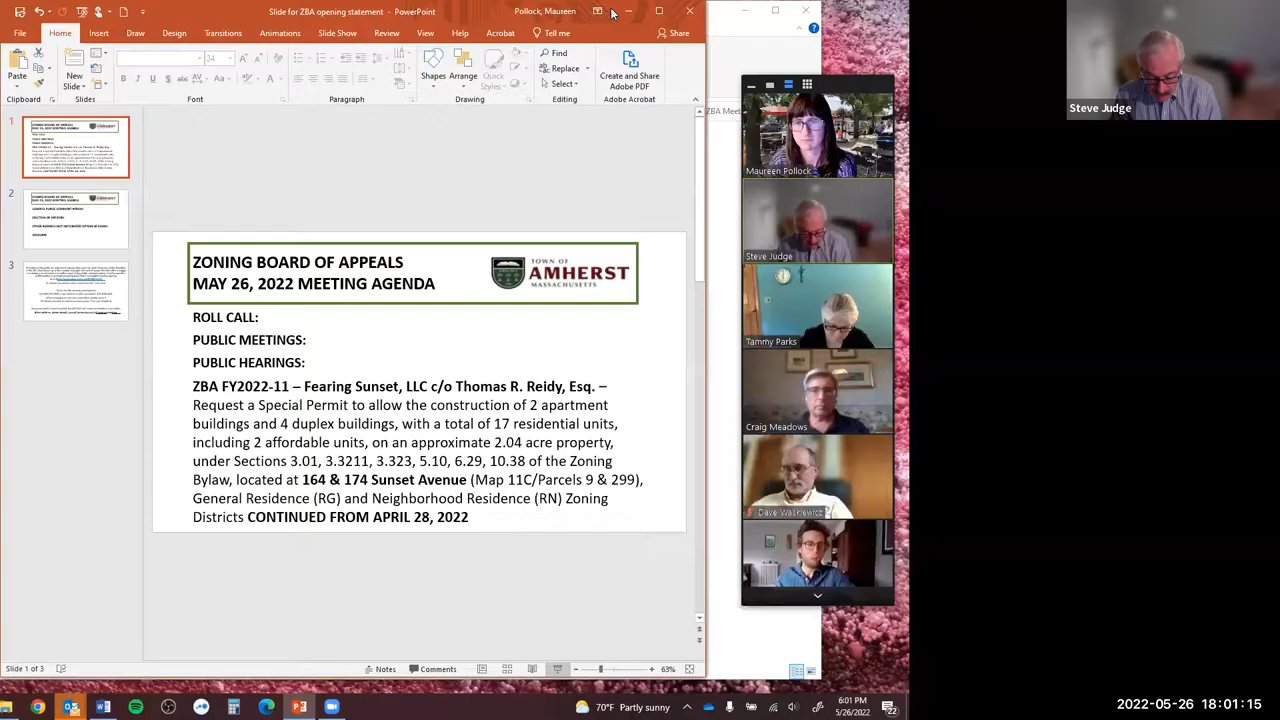 Slide for ZBA opening statement - PowerPoint
Pollock, Maureen
File Home Insert Design Transitions Animations Slide Show Review View Help Acrobat Tell me Share
Paste
Clipboard
New
Slide
Slides
24
Font
Paragraph
Shapes Arrange Quick
Styles
Drawing
Find
Replace
Select
Editing
Create and Share
Adobe PDF
Adobe Acrobat
ZBA Meet
2
3
ZONING BOARD OF APPEALS
MAY 26, 2022 MEETING AGENDA
TOWN OF
AMHERST
MASSACHUSETTS
ROLL CALL:
PUBLIC MEETINGS:
PUBLIC HEARINGS:
ZBA FY2022-11 – Fearing Sunset, LLC c/o Thomas R. Reidy, Esq. –
Request a Special Permit to allow the construction of 2 apartment
buildings and 4 duplex buildings, with a total of 17 residential units,
including 2 affordable units, on an approximate 2.04 acre property,
under Sections 3.01, 3.3211, 3.323, 5.10, 6.29, 10.38 of the Zoning
Bylaw, located at 164 & 174 Sunset Avenue (Map 11C/Parcels 9 & 299),
General Residence (RG) and Neighborhood Residence (RN) Zoning
Districts CONTINUED FROM APRIL 28, 2022
Maureen Pollock
Steve Judge
Tammy Parks
Craig Meadows
Dave Waskiewicz
Steve Judge
Slide 1 of 3
Notes
Comments
63%
70°F Partly sunny
6:01 PM
5/26/2022
22
2022-05-26 18:01:15